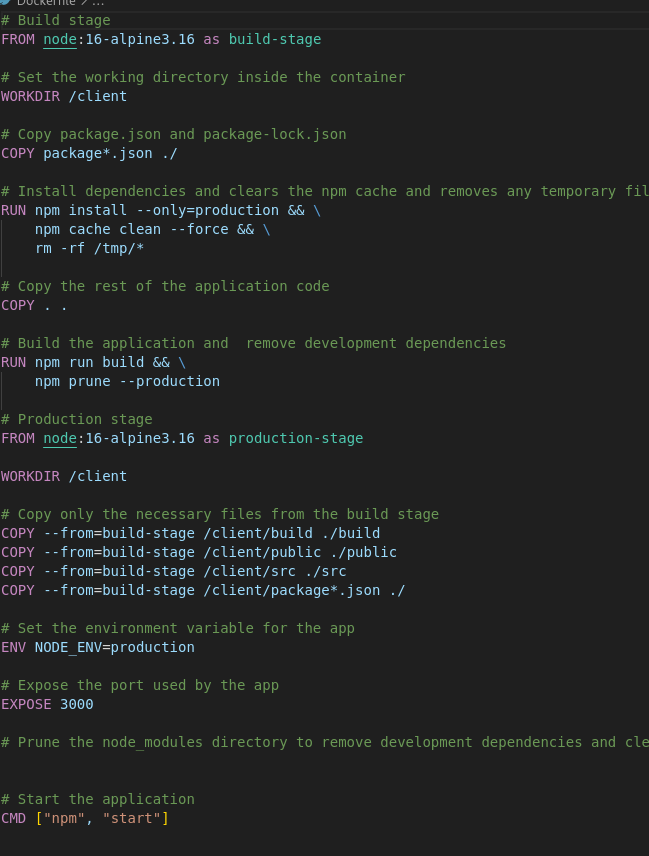 Dockerfile > ...
# Build stage
FROM node:16-alpine3.16 as build-stage
# Set the working directory inside the container
WORKDIR /client
# Copy package.json and package-lock.json
COPY package*.json ./
# Install dependencies and clears the npm cache and removes any temporary fil
RUN npm install --only=production && \
    npm cache clean --force && \
    rm -rf /tmp/*
# Copy the rest of the application code
COPY . .
# Build the application and  remove development dependencies
RUN npm run build && \
    npm prune --production
# Production stage
FROM node:16-alpine3.16 as production-stage
WORKDIR /client
# Copy only the necessary files from the build stage
COPY --from=build-stage /client/build ./build
COPY --from=build-stage /client/public ./public
COPY --from=build-stage /client/src ./src
COPY --from=build-stage /client/package*.json ./
# Set the environment variable for the app
ENV NODE_ENV=production
# Expose the port used by the app
EXPOSE 3000
# Prune the node_modules directory to remove development dependencies and cle
# Start the application
CMD ["npm", "start"]